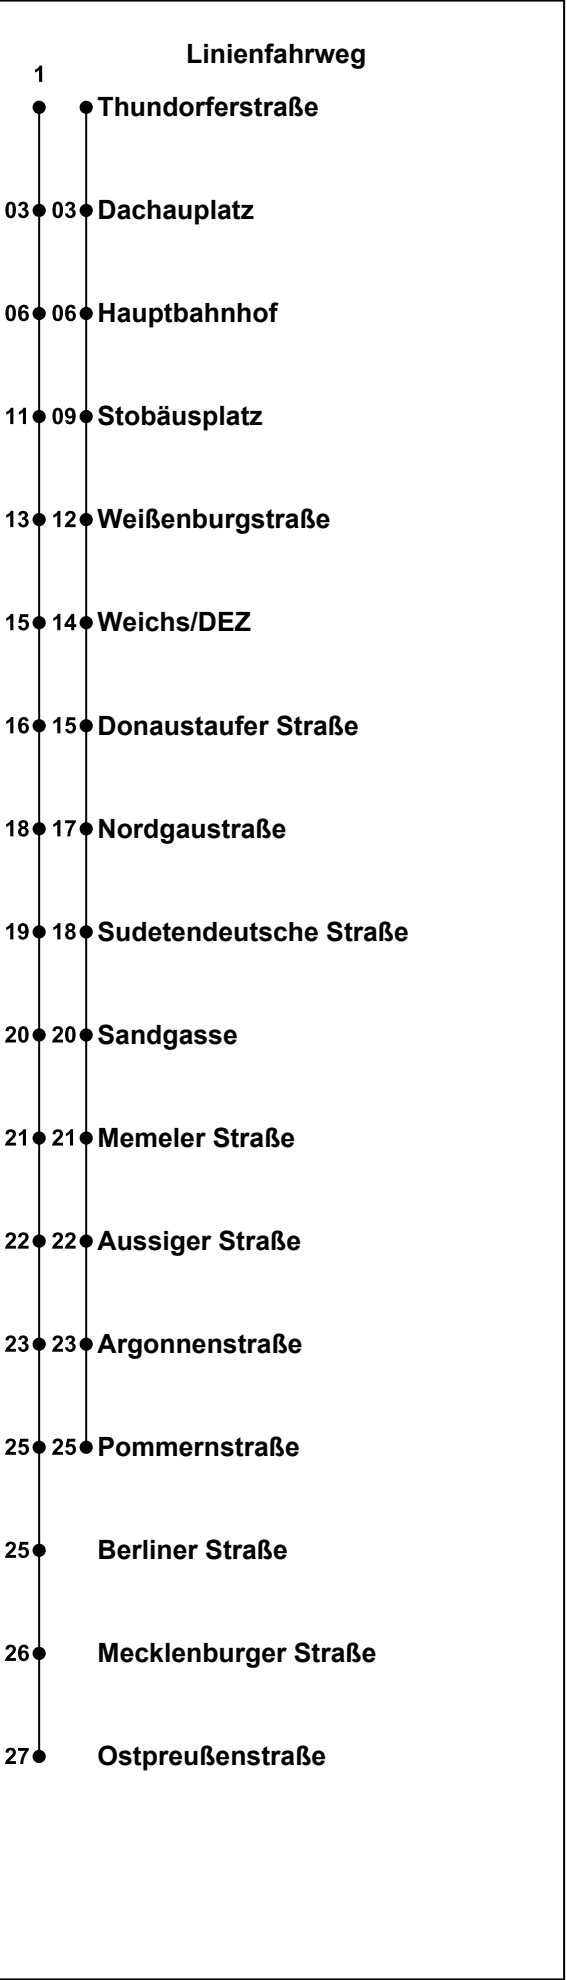 Linienfahrweg
1
Thundorferstraße
03 03 Dachauplatz
06 06 Hauptbahnhof
11 09 Stobäusplatz
13 12 Weißenburgstraße
15 14 Weichs/DEZ
16 15 Donaustaufer Straße
18 17 Nordgaustraße
19 18 Sudetendeutsche Straße
20 20 Sandgasse
21 21 Memeler Straße
22 22 Aussiger Straße
23 23 Argonnenstraße
25 25 Pommernstraße
25 Berliner Straße
26 Mecklenburger Straße
27 Ostpreußenstraße